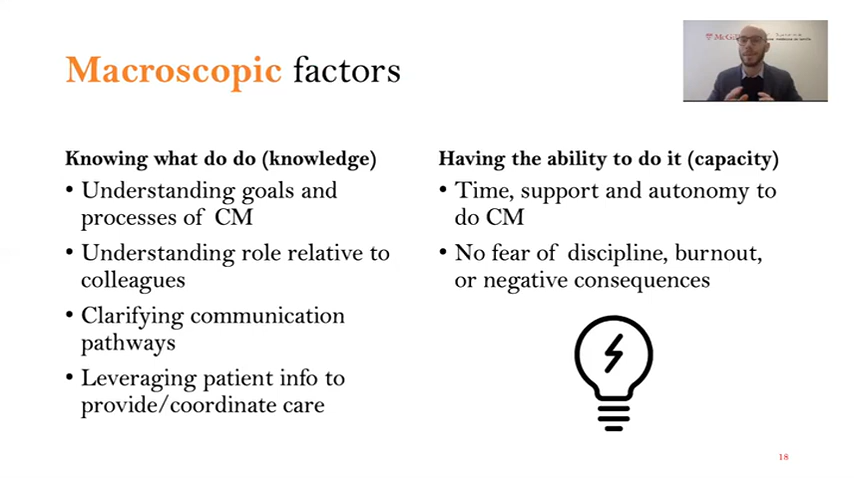 Macroscopic factors
McGill
Knowing what do do (knowledge)
• Understanding goals and
processes of CM
• Understanding role relative to
colleagues
• Clarifying communication
pathways
• Leveraging patient info to
provide/coordinate care
Having the ability to do it (capacity)
• Time, support and autonomy to
do CM
• No fear of discipline, burnout,
or negative consequences
18